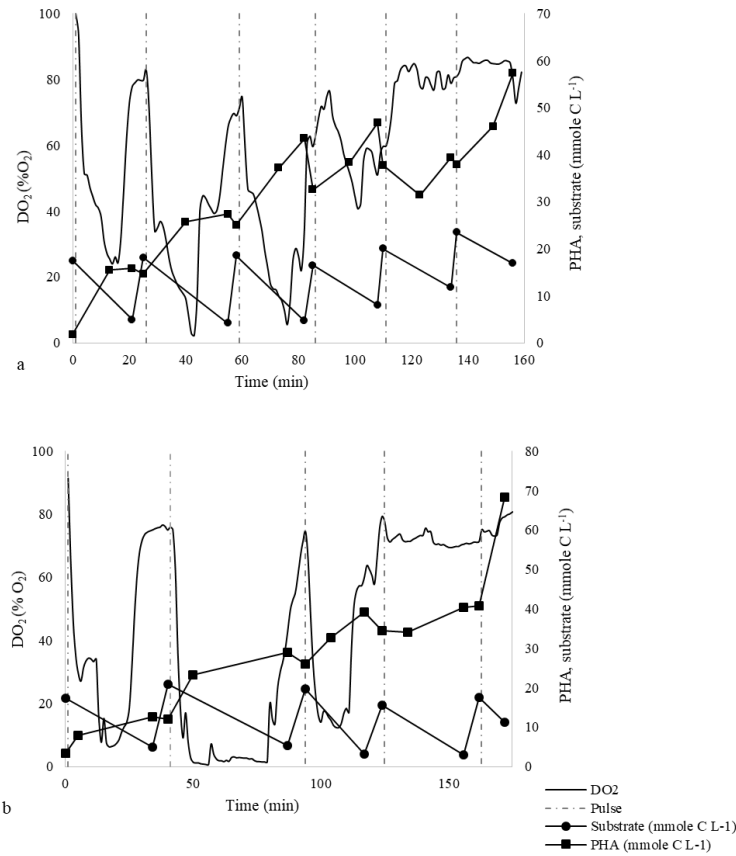 100
80
60
40
20
0
DO2 (%O2)
70
60
50
40
30
20
10
0
PHA, substrate (mmole C L-1)
0 20 40 60 80 100 120 140 160
Time (min)
a
100
80
60
40
20
0
DO2 (% O2)
80
70
60
50
40
30
20
10
0
PHA, substrate (mmole C L-1)
0 50 100 150
Time (min)
b
DO2
Pulse
Substrate (mmole C L-1)
PHA (mmole C L-1)